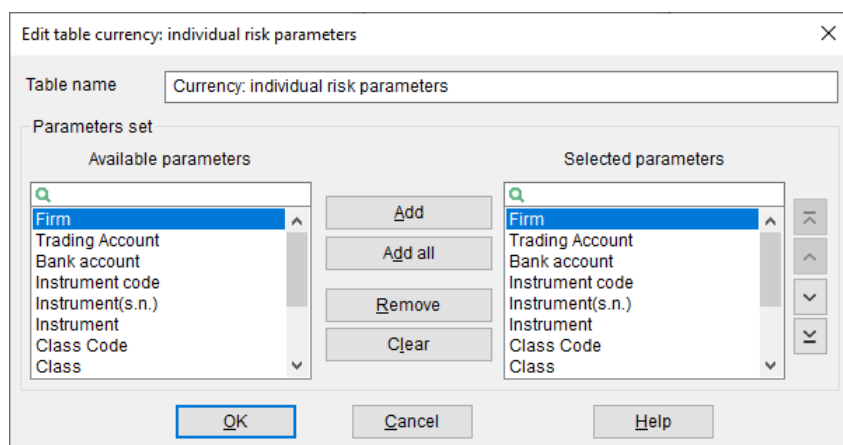 Edit table currency: individual risk parameters
Table name
Currency: individual risk parameters
Parameters set
Available parameters
Selected parameters
Firm
Trading Account
Bank account
Instrument code
Instrument(s.n.)
Instrument
Class Code
Class
Add
Add all
Remove
Clear
Firm
Trading Account
Bank account
Instrument code
Instrument(s.n.)
Instrument
Class Code
Class
OK
Cancel
Help